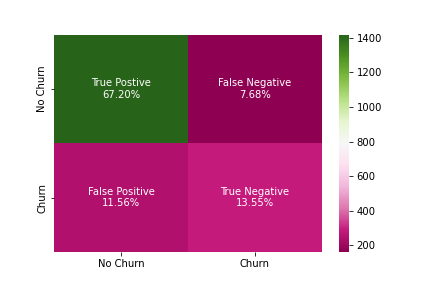 True Postive
67.20%
False Negative
7.68%
No Churn
False Positive
11.56%
True Negative
13.55%
Churn
No Churn
Churn
1400
1200
1000
800
600
400
200